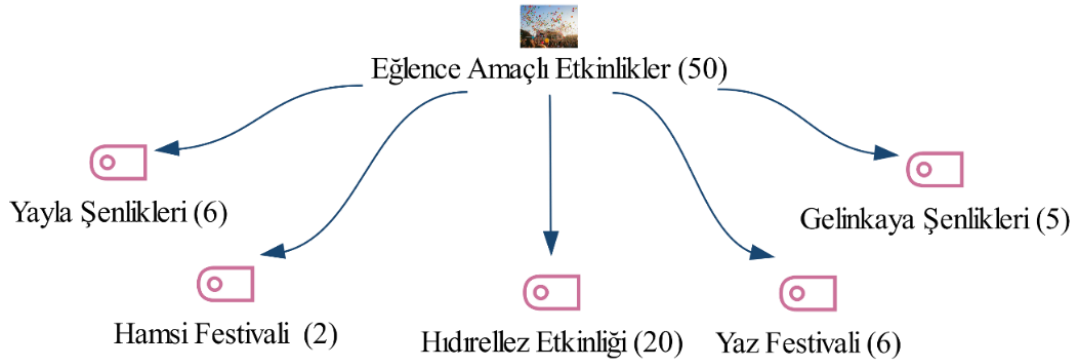 Eğlence Amaçlı Etkinlikler (50)
Yayla Şenlikleri (6)
Gelinkaya Şenlikleri (5)
Hamsi Festivali (2)
Hıdırellez Etkinliği (20)
Yaz Festivali (6)